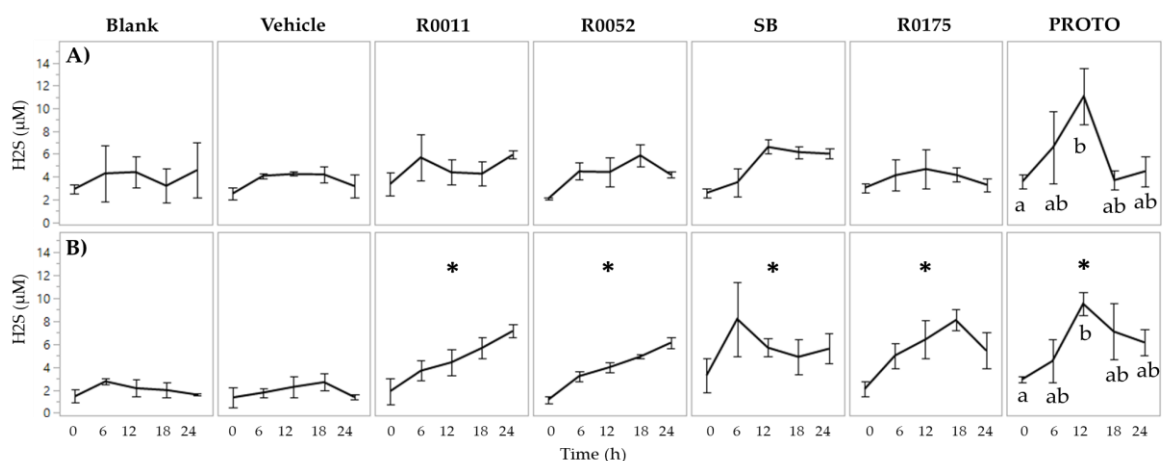 Blank Vehicle R0011 R0052 SB R0175 PROTO
A)
H2S (µM)
14
12
10
8
6
4
2
0
b
a ab ab ab
B)
* * * * *
H2S (µM)
14
12
10
8
6
4
2
0
b
a ab ab ab
0 6 12 18 24 0 6 12 18 24 0 6 12 18 24 0 6 12 18 24 0 6 12 18 24 0 6 12 18 24 0 6 12 18 24
Time (h)